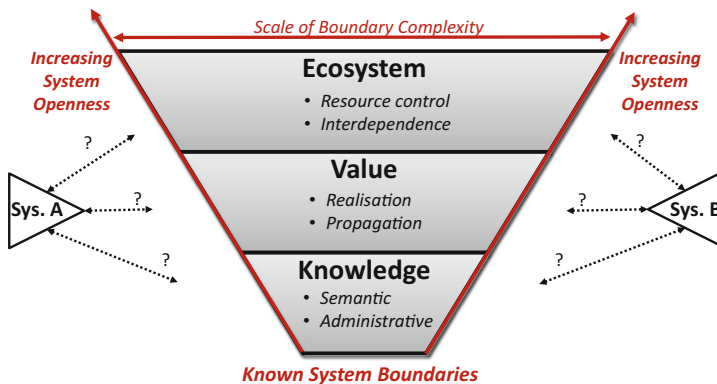 Scale of Boundary Complexity
Increasing
System
Openness
Increasing
System
Openness
Ecosystem
• Resource control
• Interdependence
?
?
Value
• Realisation
• Propagation
Sys. A
?
?
Sys. B
?
?
Knowledge
• Semantic
• Administrative
Known System Boundaries